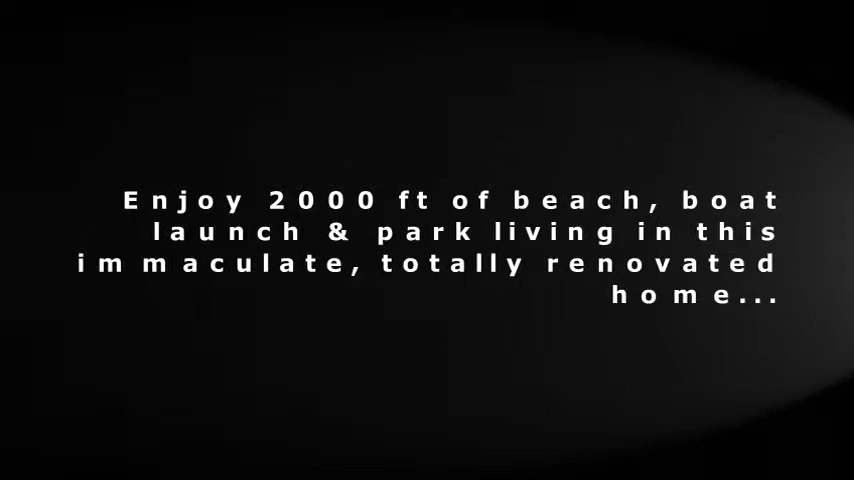 Enjoy 2000 ft of beach, boat
launch & park living in this
immaculate, totally renovated
home...